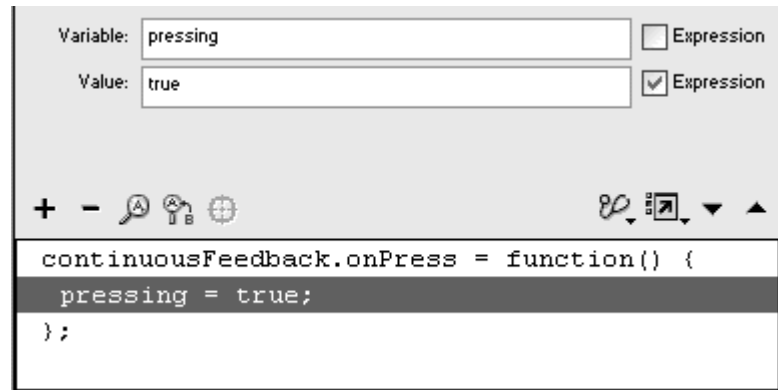 Variable: pressing Expression
Value: true Expression
continuousFeedback.onPress = function() {
pressing = true;
};